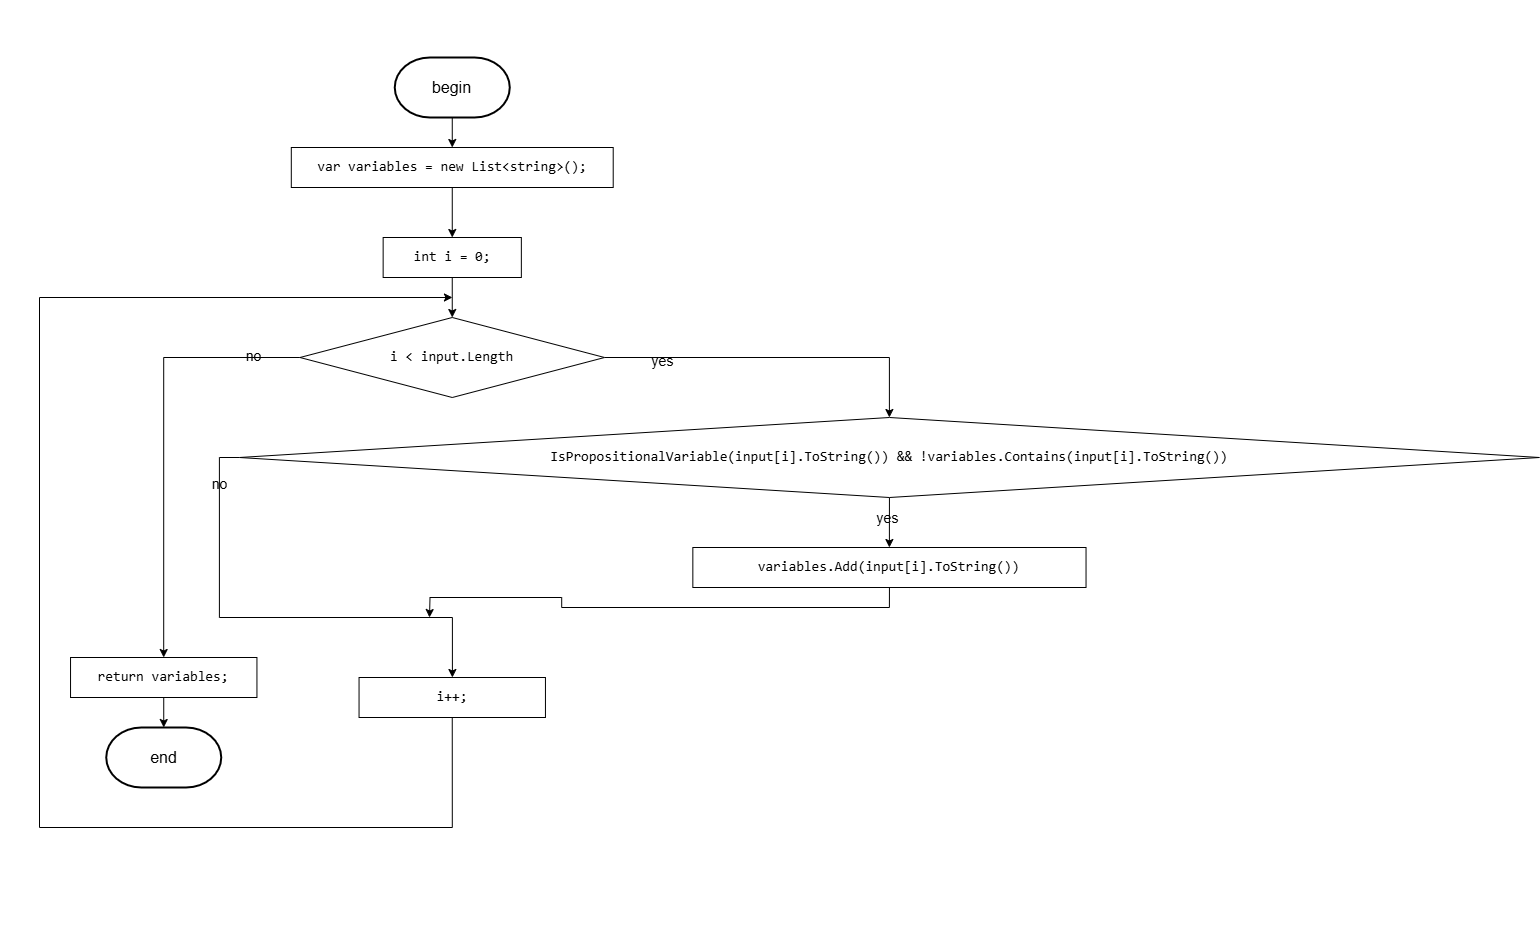 begin
var variables = new List<string>();
int i = 0;
i < input.Length
no
yes
IsPropositionalVariable(input[i].ToString()) && !variables.Contains(input[i].ToString())
no
yes
variables.Add(input[i].ToString())
return variables;
i++;
end